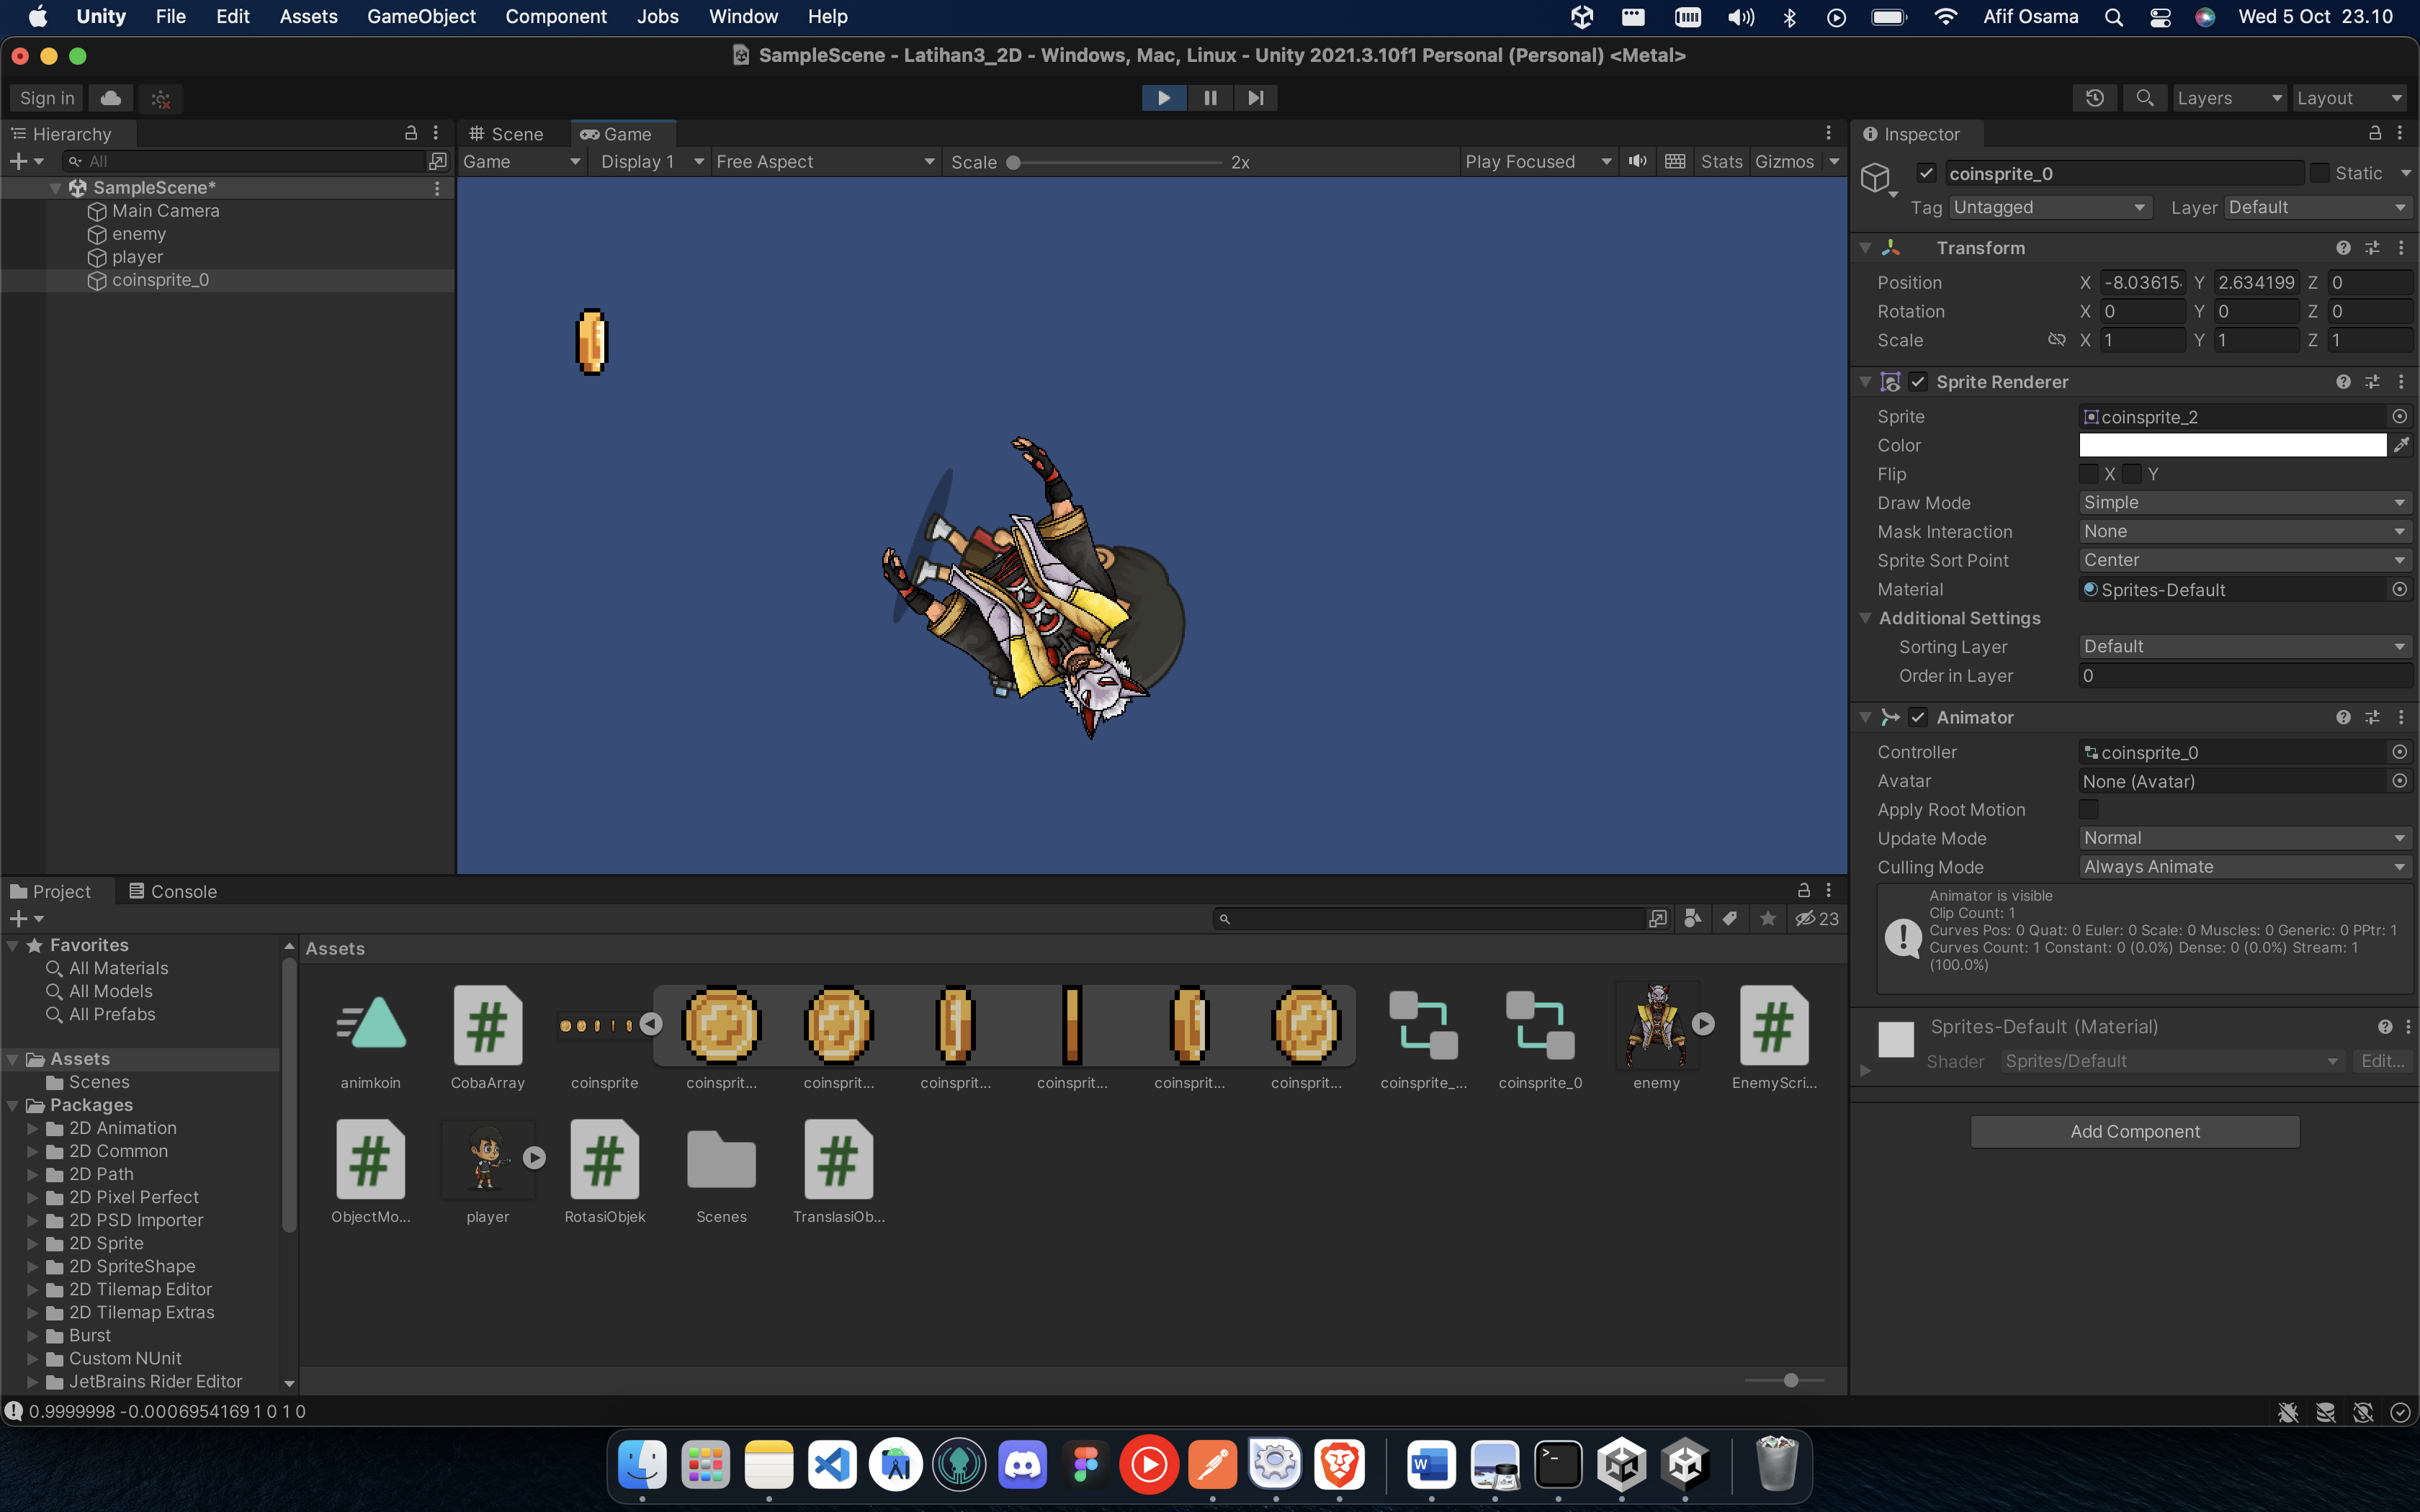 Unity File Edit Assets GameObject Component Jobs Window Help Afif Osama Wed 5 Oct 23.10
SampleScene - Latihan3_2D - Windows, Mac, Linux - Unity 2021.3.10f1 Personal (Personal) <Metal>
Sign in Layers Layout
Hierarchy
All
SampleScene*
Main Camera
enemy
player
coinsprite_0
Scene Game
Game Display 1 Free Aspect Scale 2x Play Focused Stats Gizmos
Inspector
coinsprite_0 Static
Tag Untagged Layer Default
Transform
Position X -8.03615 Y 2.634199 Z 0
Rotation X 0 Y 0 Z 0
Scale X 1 Y 1 Z 1
Sprite Renderer
Sprite coinsprite_2
Color
Flip X Y
Draw Mode Simple
Mask Interaction None
Sprite Sort Point Center
Material Sprites-Default
Additional Settings
Sorting Layer Default
Order in Layer 0
Animator
Controller coinsprite_0
Avatar None (Avatar)
Apply Root Motion
Update Mode Normal
Culling Mode Always Animate
Animator is visible
Clip Count: 1
Curves Pos: 0 Quat: 0 Euler: 0 Scale: 0 Muscles: 0 Generic: 0 PPtr: 1
Curves Count: 1 Constant: 0 (0.0%) Dense: 0 (0.0%) Stream: 1
(100.0%)
Sprites-Default (Material)
Shader Sprites/Default Edit...
Add Component
Project Console
23
Favorites
All Materials
All Models
All Prefabs
Assets
Scenes
Packages
2D Animation
2D Common
2D Path
2D Pixel Perfect
2D PSD Importer
2D Sprite
2D SpriteShape
2D Tilemap Editor
2D Tilemap Extras
Burst
Custom NUnit
JetBrains Rider Editor
Assets
animkoin CobaArray coinsprite coinsprit... coinsprit... coinsprit... coinsprit... coinsprit... coinsprit... coinsprite_... coinsprite_0 enemy EnemyScri...
ObjectMo... player RotasiObjek Scenes TranslasiOb...
0.9999998 -0.0006954169 1 0 1 0